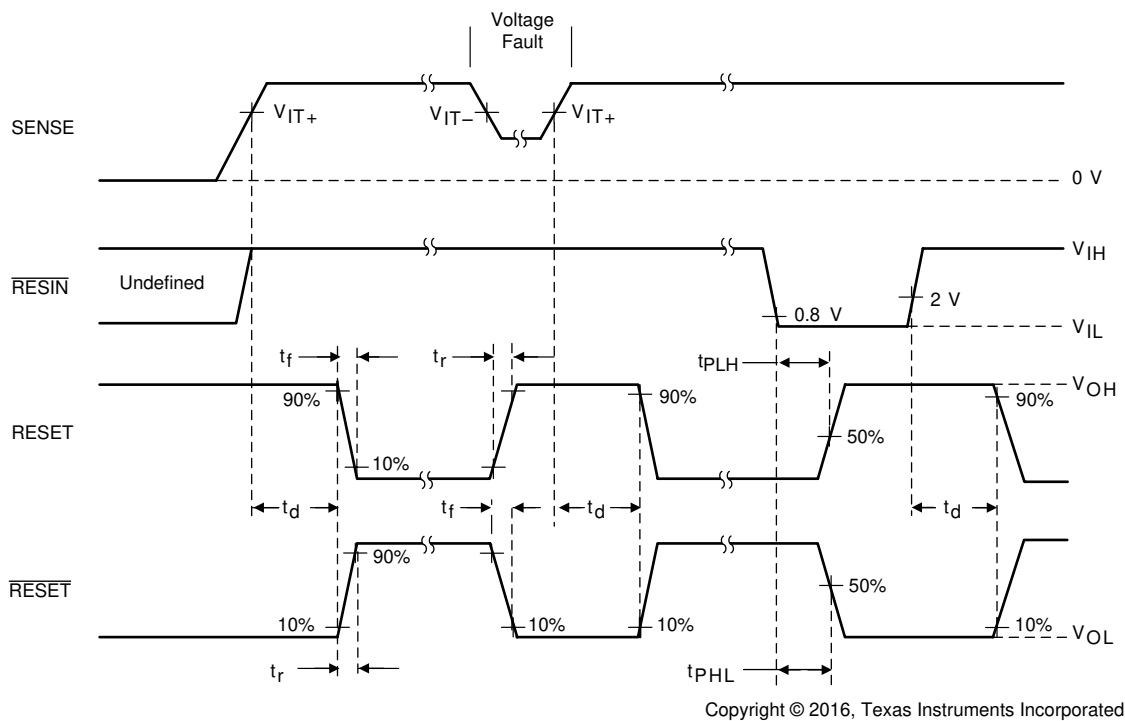 Voltage
Fault
SENSE
VIT+
VIT–
VIT+
0 V
RESIN
Undefined
VIH
0.8 V
2 V
VIL
tf
tr
tPLH
RESET
90%
10%
90%
50%
VOH
90%
td
tf
td
td
RESET
90%
10%
10%
10%
50%
10%
VOL
tr
tPHL
Copyright © 2016, Texas Instruments Incorporated